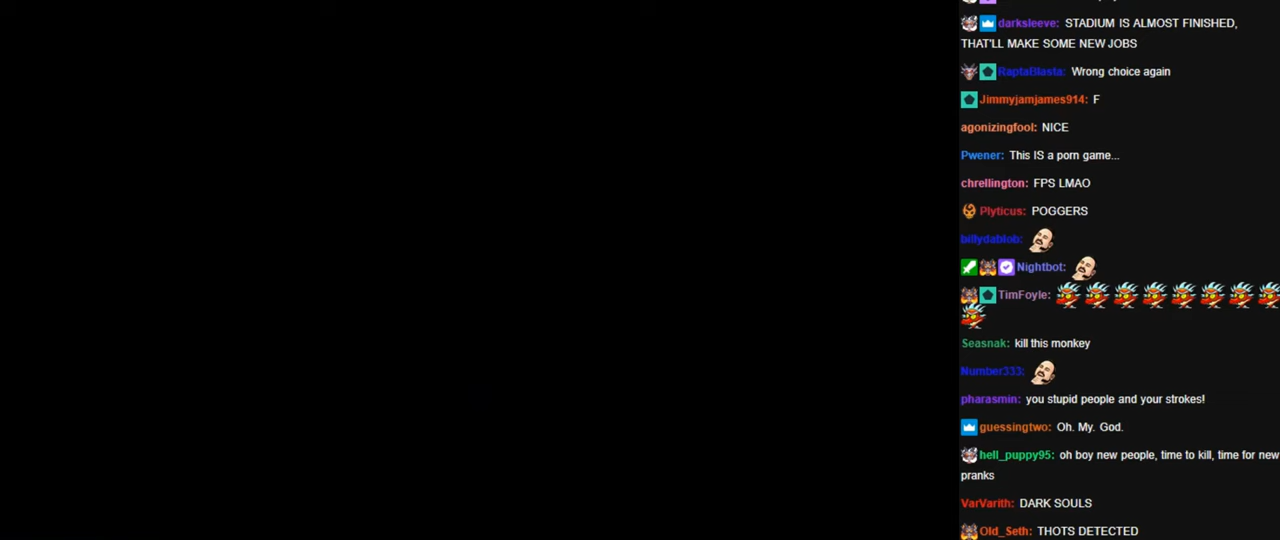 darksleeve: STADIUM IS ALMOST FINISHED,
THAT'LL MAKE SOME NEW JOBS
RaptaBlasta: Wrong choice again
Jimmyjamjames914: F
agonizingfool: NICE
Pwener: This IS a porn game...
chrellington: FPS LMAO
Plyticus: POGGERS
billydablob:
Nightbot:
TimFoyle:
Seasnak: kill this monkey
Number333:
pharasmin: you stupid people and your strokes!
guessingtwo: Oh. My. God.
hell_puppy95: oh boy new people, time to kill, time for new
pranks
VarVarith: DARK SOULS
Old_Seth: THOTS DETECTED